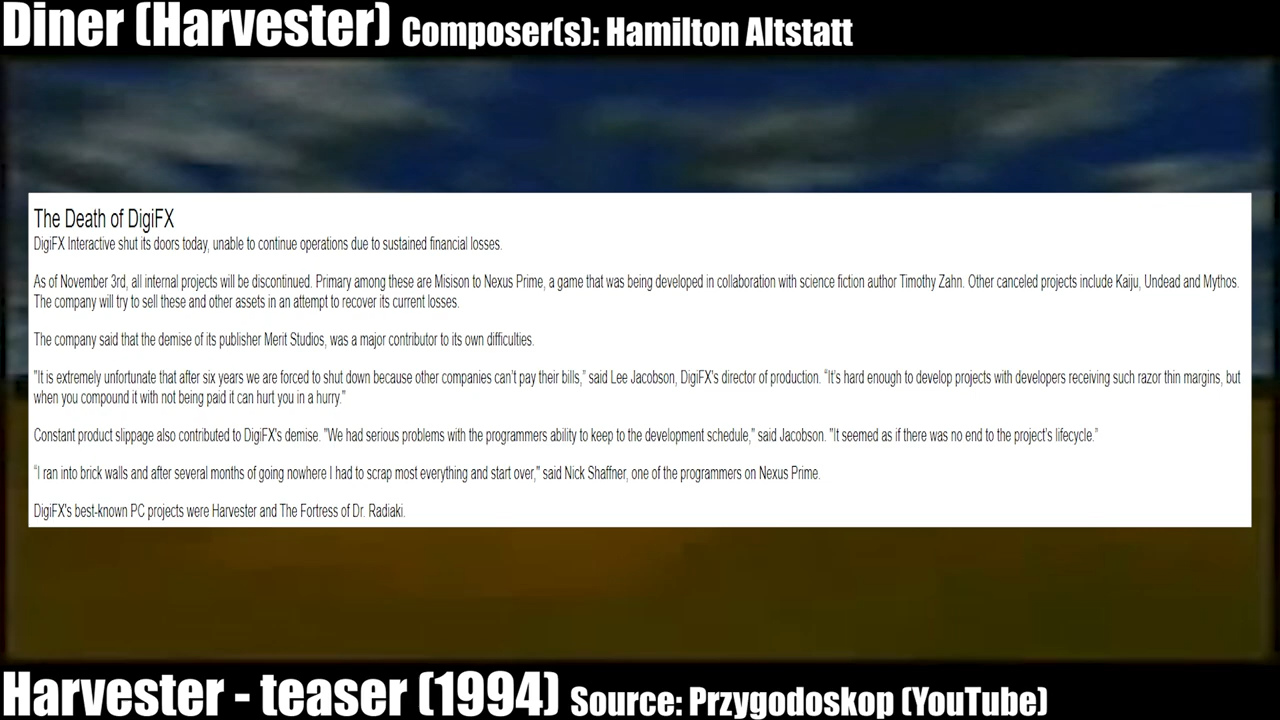 Diner (Harvester) Composer(s): Hamilton Altstatt
The Death of DigiFX
DigiFX Interactive shut its doors today, unable to continue operations due to sustained financial losses.
As of November 3rd, all internal projects will be discontinued. Primary among these are Misison to Nexus Prime, a game that was being developed in collaboration with science fiction author Timothy Zahn. Other canceled projects include Kaiju, Undead and Mythos.
The company will try to sell these and other assets in an attempt to recover its current losses.
The company said that the demise of its publisher Merit Studios, was a major contributor to its own difficulties.
"It is extremely unfortunate that after six years we are forced to shut down because other companies can't pay their bills,” said Lee Jacobson, DigiFX's director of production. “It's hard enough to develop projects with developers receiving such razor thin margins, but
when you compound it with not being paid it can hurt you in a hurry."
Constant product slippage also contributed to DigiFX's demise. "We had serious problems with the programmers ability to keep to the development schedule," said Jacobson. "It seemed as if there was no end to the project's lifecycle.”
“I ran into brick walls and after several months of going nowhere I had to scrap most everything and start over," said Nick Shaffner, one of the programmers on Nexus Prime.
DigiFX's best-known PC projects were Harvester and The Fortress of Dr. Radiaki.
Harvester - teaser (1994) Source: Przygodoskop (YouTube)